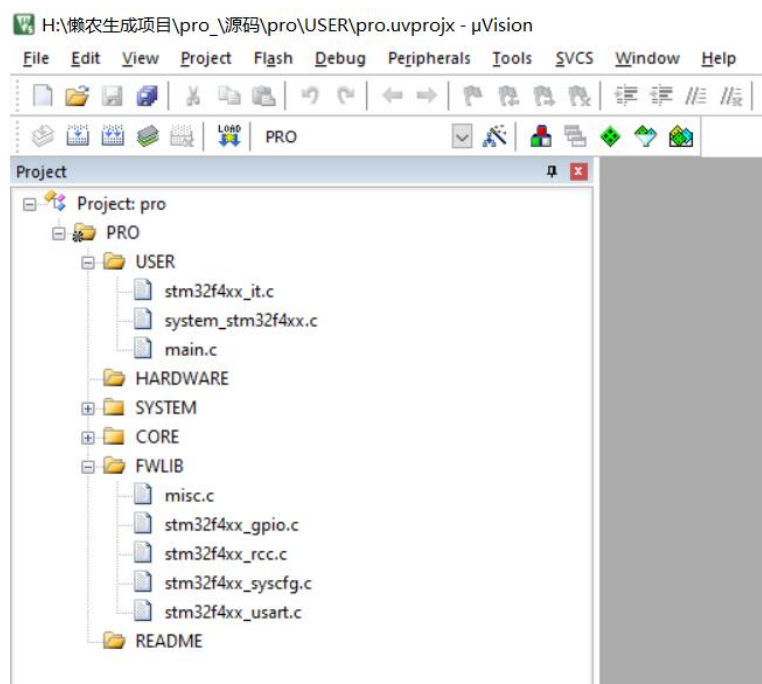 H:\懒农生成项目\pro_\源码\pro\USER\pro.uvprojx - µVision
File Edit View Project Flash Debug Peripherals Tools SVCS Window Help
LOAD PRO
Project
Project: pro
PRO
USER
stm32f4xx_it.c
system_stm32f4xx.c
main.c
HARDWARE
SYSTEM
CORE
FWLIB
misc.c
stm32f4xx_gpio.c
stm32f4xx_rcc.c
stm32f4xx_syscfg.c
stm32f4xx_usart.c
README